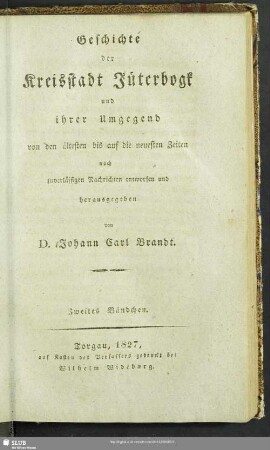 Geschichte
der
Kreisstadt Jüterbogk
und
ihrer Umgegend
von den ältesten bis auf die neuesten Zeiten
nach
zuverlässigen Nachrichten entworfen und
herausgegeben
von
D. Johann Carl Brandt.
Zweites Bändchen.
Torgau, 1827,
auf Kosten des Verfassers gedruckt bei
Wilhelm Wideburg.
SLUB